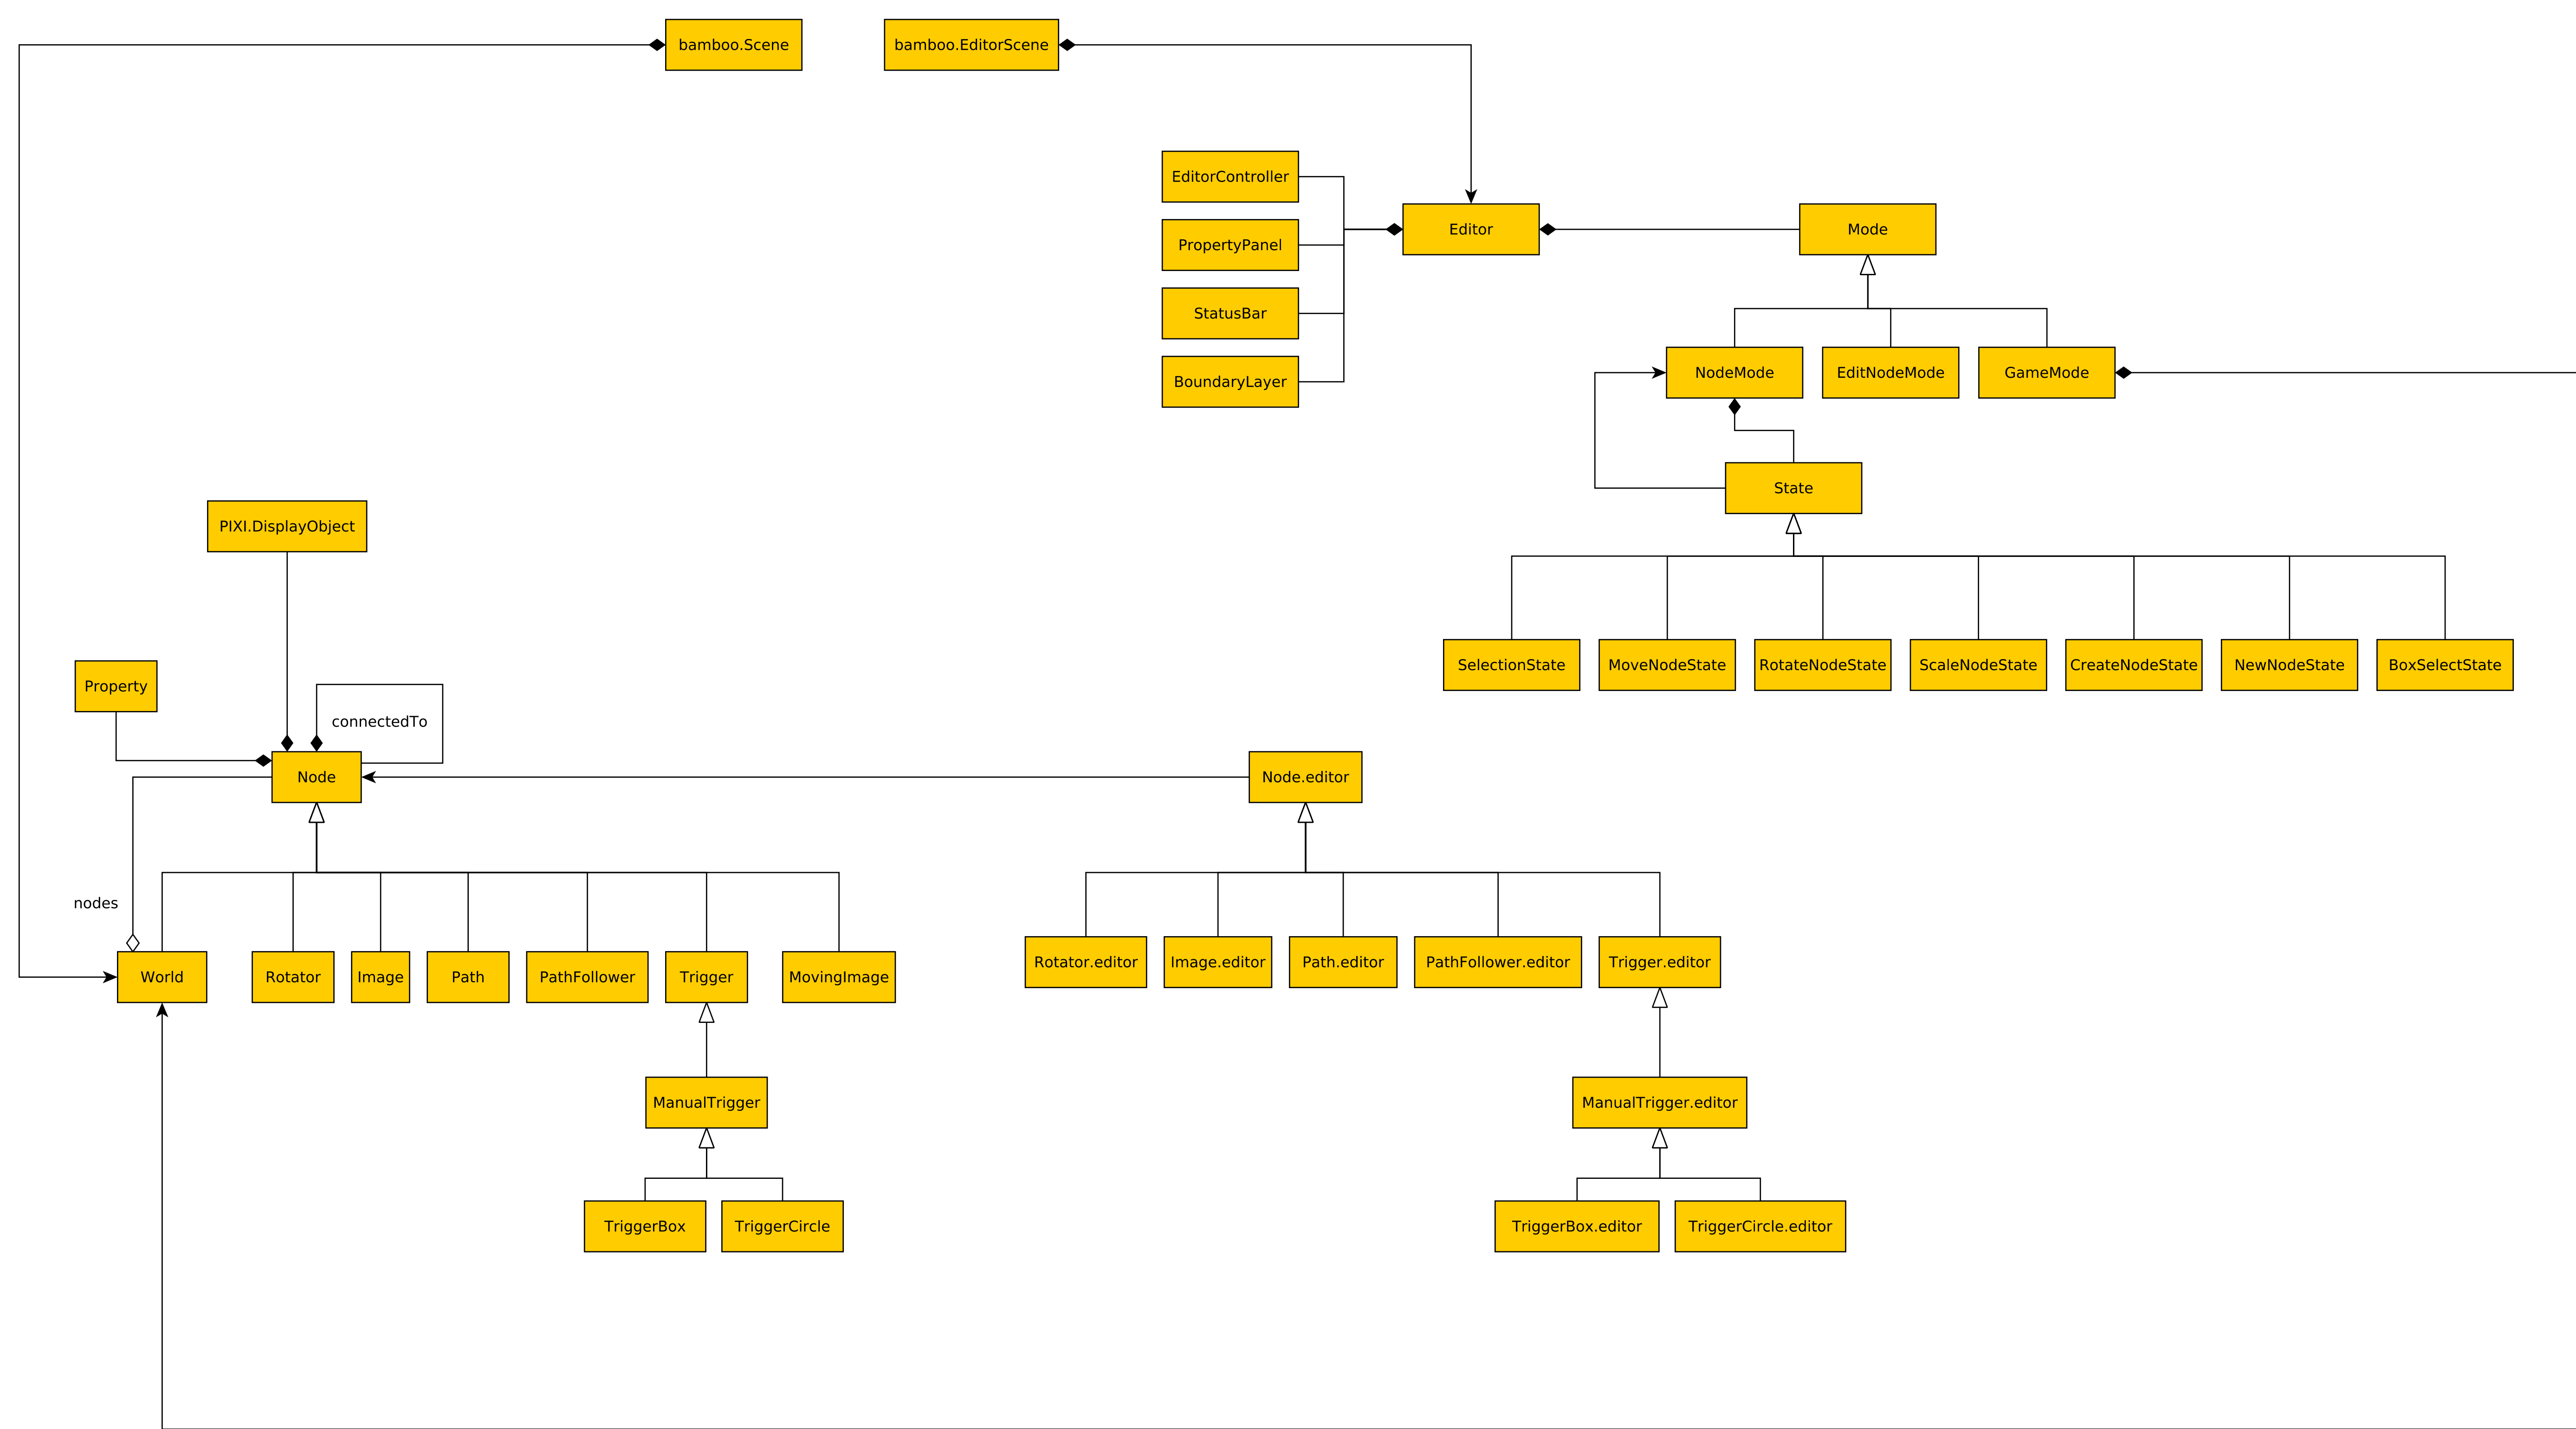 bamboo.Scene
bamboo.EditorScene
EditorController
PropertyPanel
StatusBar
BoundaryLayer
Editor
Mode
NodeMode
EditNodeMode
GameMode
State
SelectionState
MoveNodeState
RotateNodeState
ScaleNodeState
CreateNodeState
NewNodeState
BoxSelectState
PIXI.DisplayObject
Property
connectedTo
Node
Node.editor
nodes
World
Rotator
Image
Path
PathFollower
Trigger
MovingImage
Rotator.editor
Image.editor
Path.editor
PathFollower.editor
Trigger.editor
ManualTrigger
ManualTrigger.editor
TriggerBox
TriggerCircle
TriggerBox.editor
TriggerCircle.editor